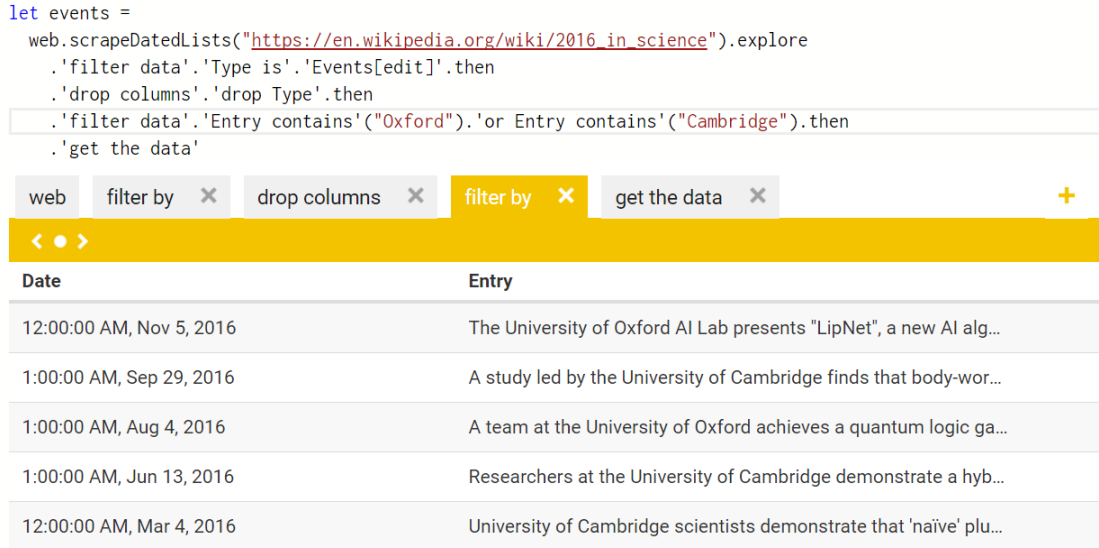 let events =
web.scrapeDatedLists("https://en.wikipedia.org/wiki/2016_in_science").explore
.'filter data'.'Type is'.'Events[edit]'.then
.'drop columns'.'drop Type'.then
.'filter data'.'Entry contains'("Oxford").'or Entry contains'("Cambridge").then
.'get the data'
web filter by × drop columns × filter by × get the data × +
Date Entry
12:00:00 AM, Nov 5, 2016 The University of Oxford AI Lab presents "LipNet", a new AI alg...
1:00:00 AM, Sep 29, 2016 A study led by the University of Cambridge finds that body-wor...
1:00:00 AM, Aug 4, 2016 A team at the University of Oxford achieves a quantum logic ga...
1:00:00 AM, Jun 13, 2016 Researchers at the University of Cambridge demonstrate a hyb...
12:00:00 AM, Mar 4, 2016 University of Cambridge scientists demonstrate that 'naïve' plu...